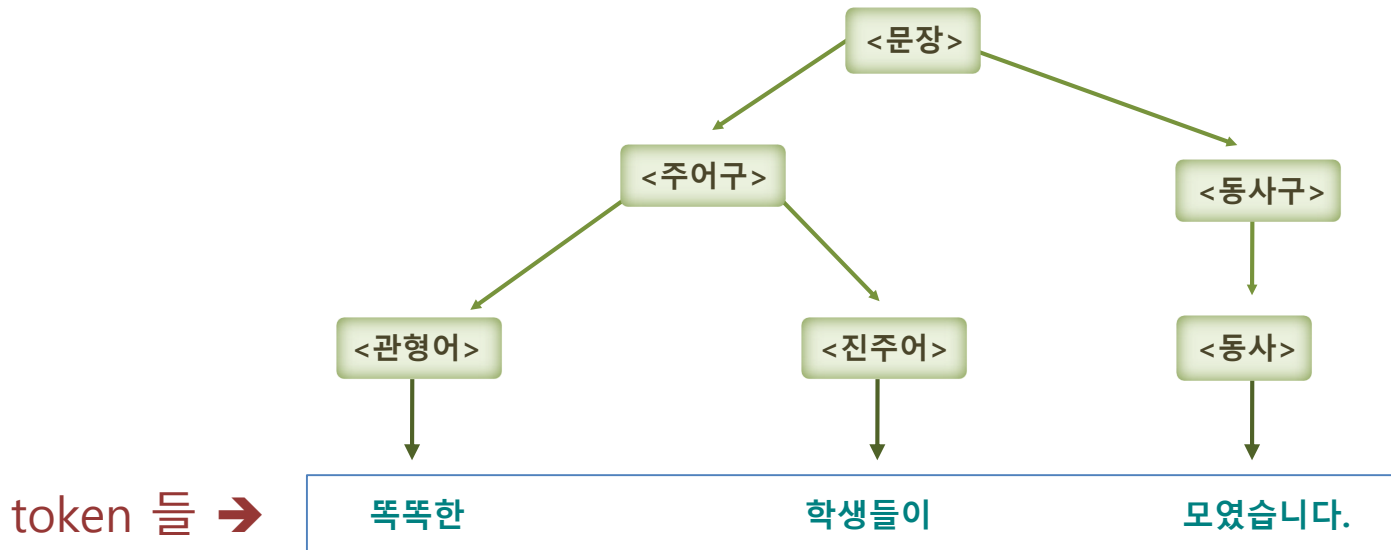 <문장>
<주어구>
<동사구>
<관형어>
<진주어>
<동사>
token 들 ➔
똑똑한 학생들이 모였습니다.